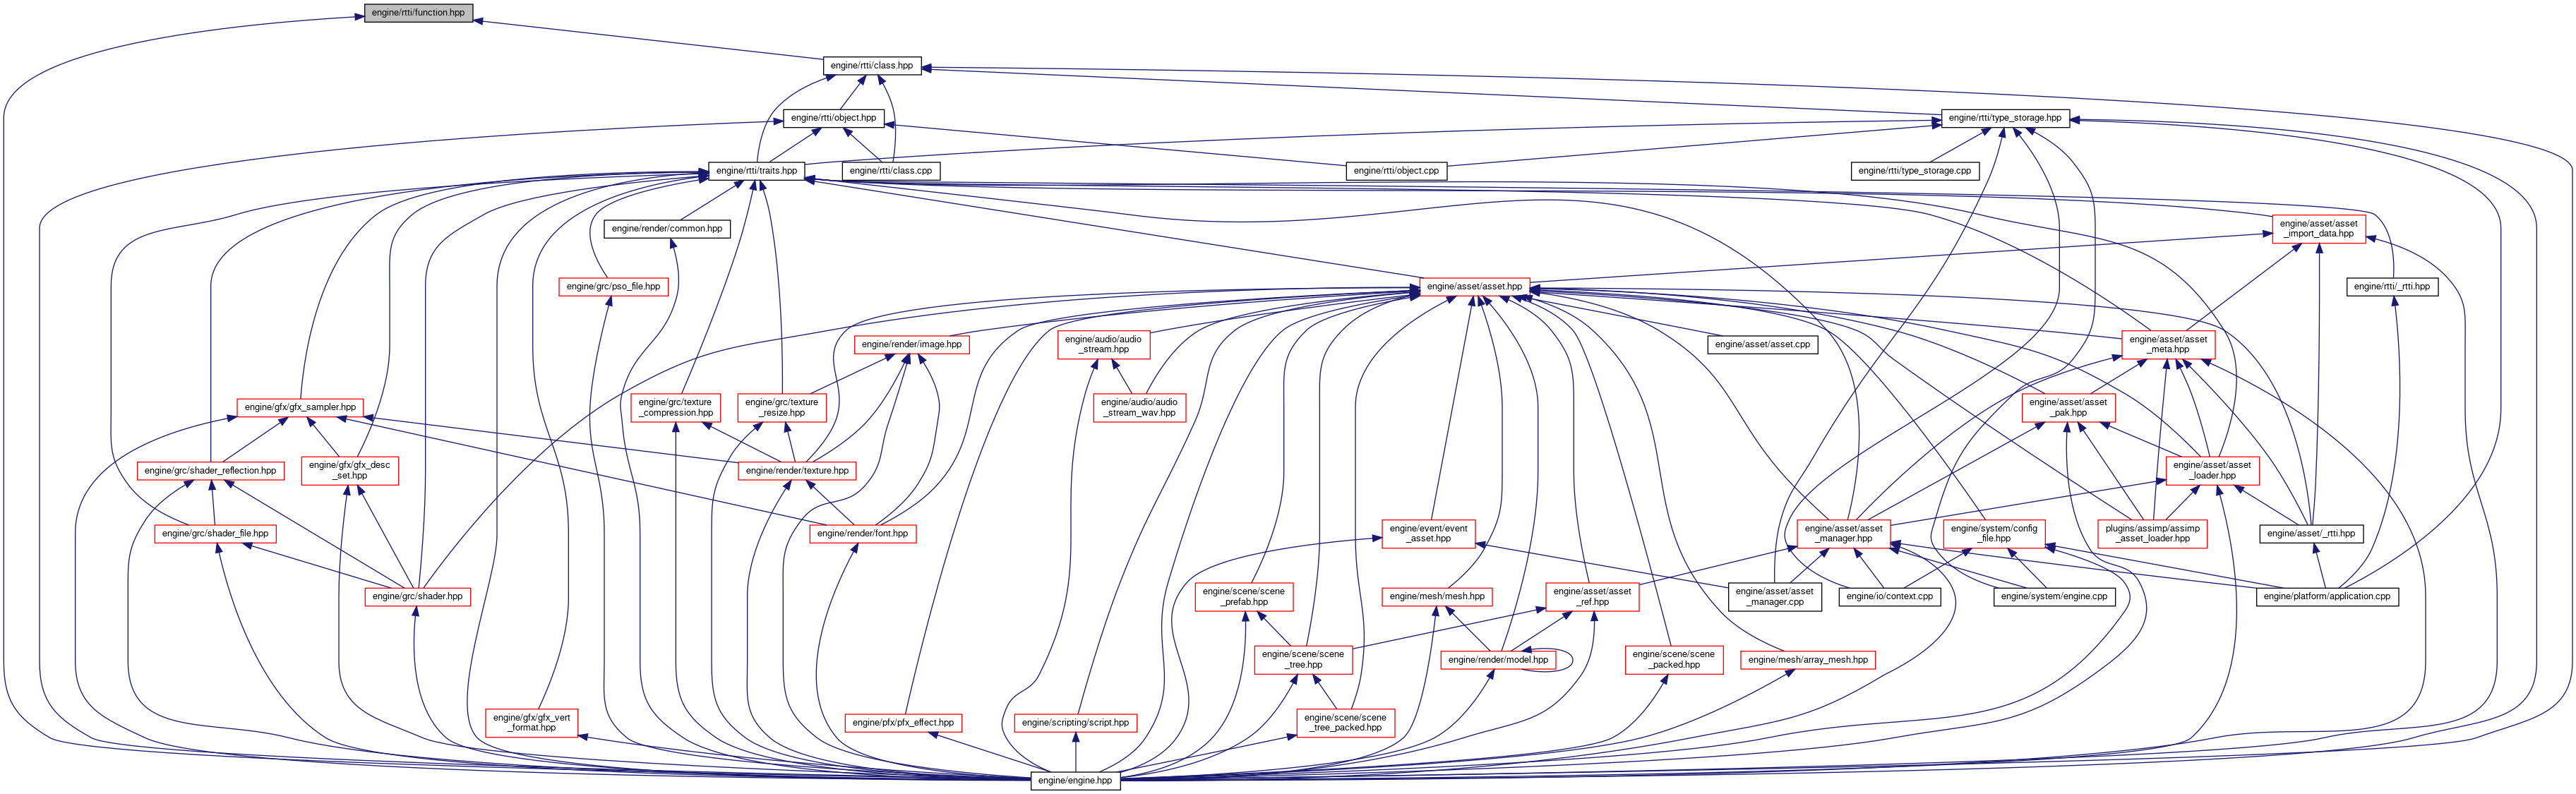 engine/rtti/function.hpp
engine/rtti/class.hpp
engine/rtti/object.hpp
engine/rtti/type_storage.hpp
engine/rtti/traits.hpp
engine/rtti/class.cpp
engine/rtti/object.cpp
engine/rtti/type_storage.cpp
engine/render/common.hpp
engine/asset/asset
_import_data.hpp
engine/grc/pso_file.hpp
engine/asset/asset.hpp
engine/rtti/_rtti.hpp
engine/render/image.hpp
engine/audio/audio
_stream.hpp
engine/asset/asset.cpp
engine/asset/asset
_meta.hpp
engine/gfx/gfx_sampler.hpp
engine/grc/texture
_compression.hpp
engine/grc/texture
_resize.hpp
engine/audio/audio
_stream_wav.hpp
engine/asset/asset
_pak.hpp
engine/grc/shader_reflection.hpp
engine/gfx/gfx_desc
_set.hpp
engine/render/texture.hpp
engine/asset/asset
_loader.hpp
engine/grc/shader_file.hpp
engine/render/font.hpp
engine/event/event
_asset.hpp
engine/asset/asset
_manager.hpp
engine/system/config
_file.hpp
plugins/assimp/assimp
_asset_loader.hpp
engine/asset/_rtti.hpp
engine/grc/shader.hpp
engine/scene/scene
_prefab.hpp
engine/mesh/mesh.hpp
engine/asset/asset
_ref.hpp
engine/asset/asset
_manager.cpp
engine/io/context.cpp
engine/system/engine.cpp
engine/platform/application.cpp
engine/scene/scene
_tree.hpp
engine/render/model.hpp
engine/scene/scene
_packed.hpp
engine/mesh/array_mesh.hpp
engine/gfx/gfx_vert
_format.hpp
engine/pfx/pfx_effect.hpp
engine/scripting/script.hpp
engine/scene/scene
_tree_packed.hpp
engine/engine.hpp